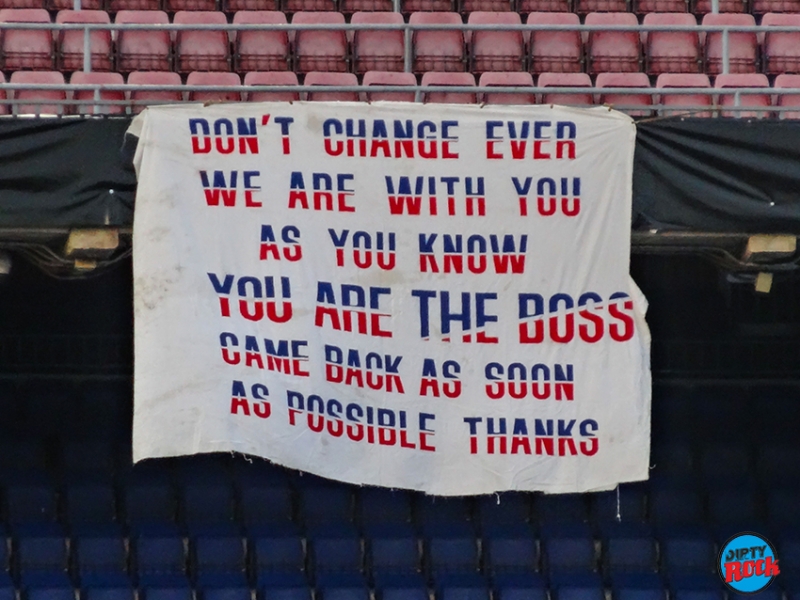 DON'T CHANGE EVER
WE ARE WITH YOU
AS YOU KNOW
YOU ARE THE BOSS
CAME BACK AS SOON
AS POSSIBLE THANKS
DIRTY
Rock